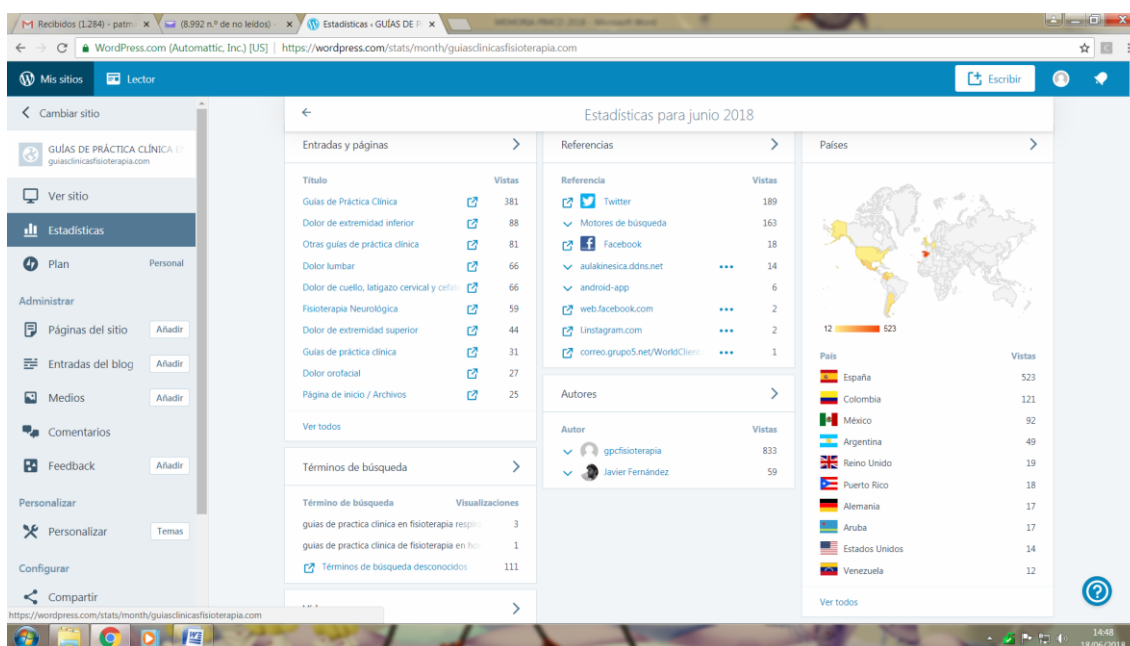 Recibidos (1.284) - patm
(8.992 n.º de no leídos) -
Estadísticas ‹ GUÍAS DE P
MEMORIA PNICD 2018 - Microsoft Word
WordPress.com (Automattic, Inc.) [US] | https://wordpress.com/stats/month/guiasclinicasfisioterapia.com
Mis sitios
Lector
Escribir
Cambiar sitio
GUÍAS DE PRÁCTICA CLÍNICA E
guiasclinicasfisioterapia.com
Ver sitio
Estadísticas
Plan Personal
Administrar
Páginas del sitio Añadir
Entradas del blog Añadir
Medios Añadir
Comentarios
Feedback Añadir
Personalizar
Personalizar Temas
Configurar
Compartir
https://wordpress.com/stats/month/guiasclinicasfisioterapia.com
Estadísticas para junio 2018
Entradas y páginas
Título Vistas
Guías de Práctica Clínica 381
Dolor de extremidad inferior 88
Otras guías de práctica clínica 81
Dolor lumbar 66
Dolor de cuello, latigazo cervical y cefale 66
Fisioterapia Neurológica 59
Dolor de extremidad superior 44
Guías de práctica clínica 31
Dolor orofacial 27
Página de inicio / Archivos 25
Ver todos
Términos de búsqueda
Término de búsqueda Visualizaciones
guias de practica clinica en fisioterapia respir 3
guias de practica clinica de fisioterapia en ho 1
Términos de búsqueda desconocidos 111
Referencias
Referencia Vistas
Twitter 189
Motores de búsqueda 163
Facebook 18
aulakinesica.ddns.net 14
android-app 6
web.facebook.com 2
l.instagram.com 2
correo.grupo5.net/WorldClient 1
Autores
Autor Vistas
gpcfisioterapia 833
Javier Fernández 59
Países
12 523
País Vistas
España 523
Colombia 121
México 92
Argentina 49
Reino Unido 19
Puerto Rico 18
Alemania 17
Aruba 17
Estados Unidos 14
Venezuela 12
Ver todos
14:48
18/06/2018